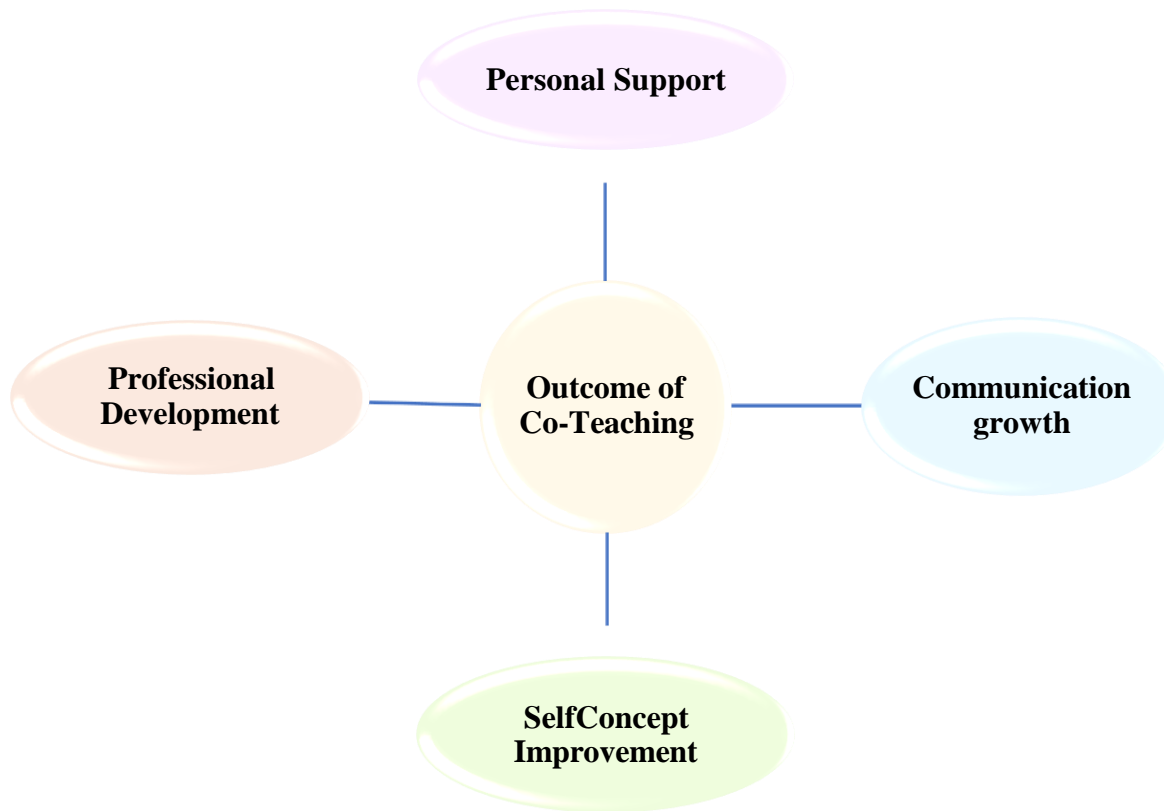 Personal Support
Professional
Development
Outcome of
Co-Teaching
Communication
growth
SelfConcept
Improvement